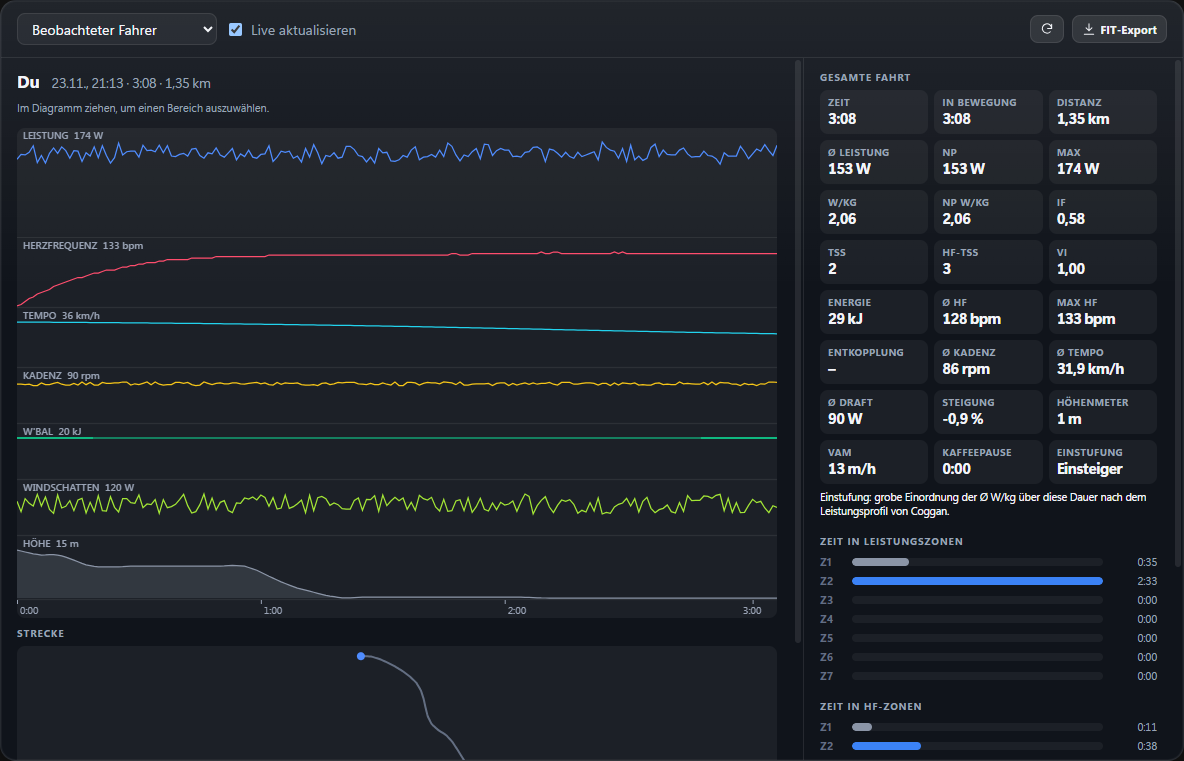 Beobachteter Fahrer
Live aktualisieren
FIT-Export
Du 23.11., 21:13 · 3:08 · 1,35 km
Im Diagramm ziehen, um einen Bereich auszuwählen.
LEISTUNG 174 W
HERZFREQUENZ 133 bpm
TEMPO 36 km/h
KADENZ 90 rpm
W'BAL 20 kJ
WINDSCHATTEN 120 W
HÖHE 15 m
0:00 1:00 2:00 3:00
STRECKE
GESAMTE FAHRT
ZEIT IN BEWEGUNG DISTANZ
3:08 3:08 1,35 km
Ø LEISTUNG NP MAX
153 W 153 W 174 W
W/KG NP W/KG IF
2,06 2,06 0,58
TSS HF-TSS VI
2 3 1,00
ENERGIE Ø HF MAX HF
29 kJ 128 bpm 133 bpm
ENTKOPPLUNG Ø KADENZ Ø TEMPO
– 86 rpm 31,9 km/h
Ø DRAFT STEIGUNG HÖHENMETER
90 W -0,9 % 1 m
VAM KAFFEEPAUSE EINSTUFUNG
13 m/h 0:00 Einsteiger
Einstufung: grobe Einordnung der Ø W/kg über diese Dauer nach dem
Leistungsprofil von Coggan.
ZEIT IN LEISTUNGSZONEN
Z1 0:35
Z2 2:33
Z3 0:00
Z4 0:00
Z5 0:00
Z6 0:00
Z7 0:00
ZEIT IN HF-ZONEN
Z1 0:11
Z2 0:38